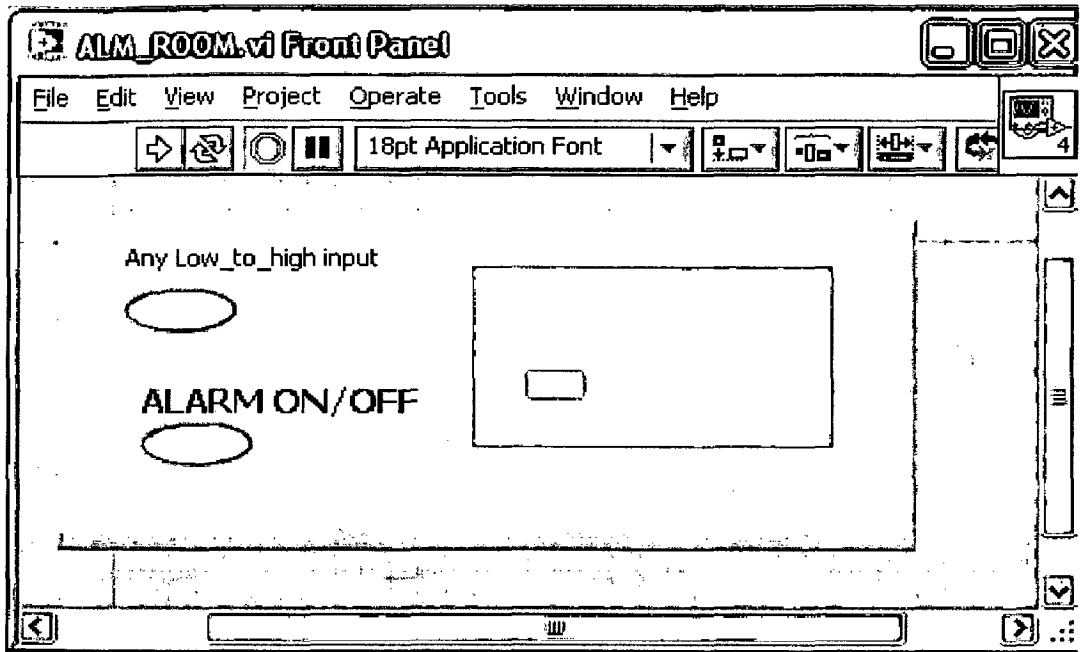 ALM_ROOM.vi Front Panel
File Edit View Project Operate Tools Window Help
18pt Application Font
4
Any Low_to_high input
ALARM ON/OFF